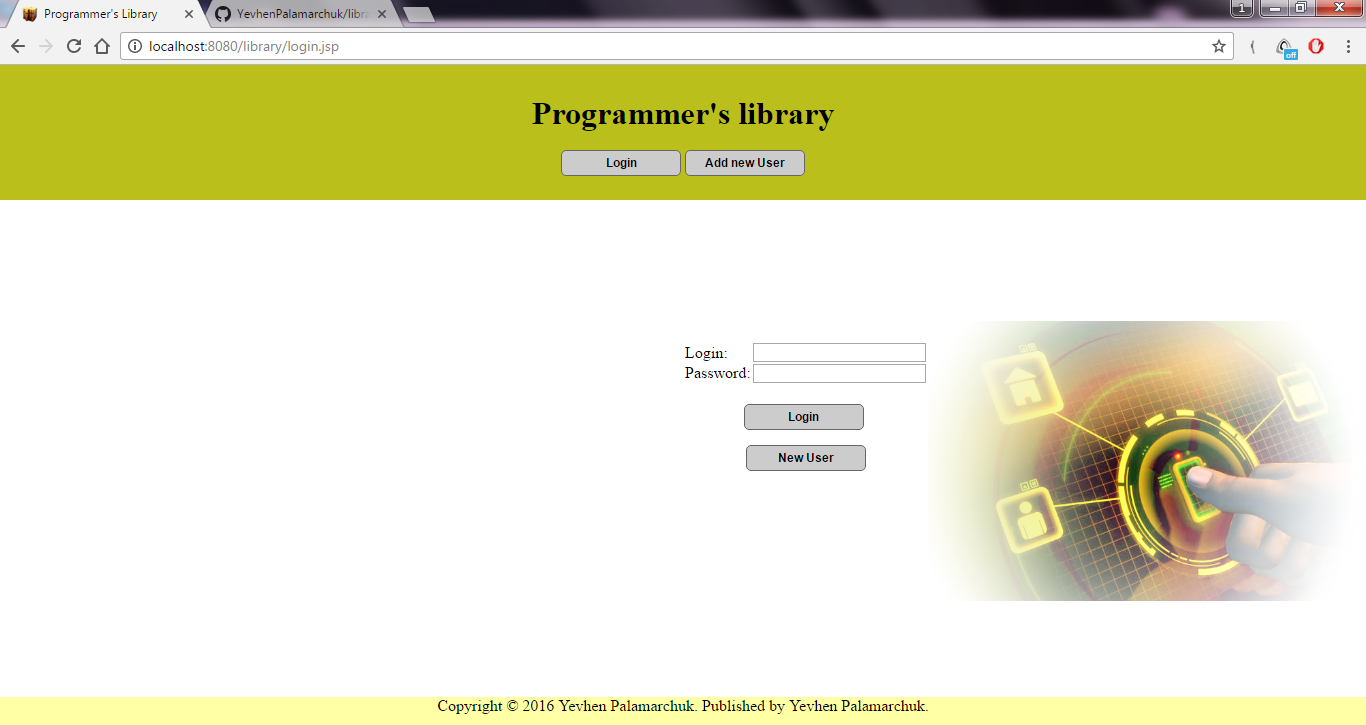 Programmer's Library
YevhenPalamarchuk/libra
1
localhost:8080/library/login.jsp
off
Programmer's library
Login Add new User
Login:
Password:
Login
New User
Copyright © 2016 Yevhen Palamarchuk. Published by Yevhen Palamarchuk.